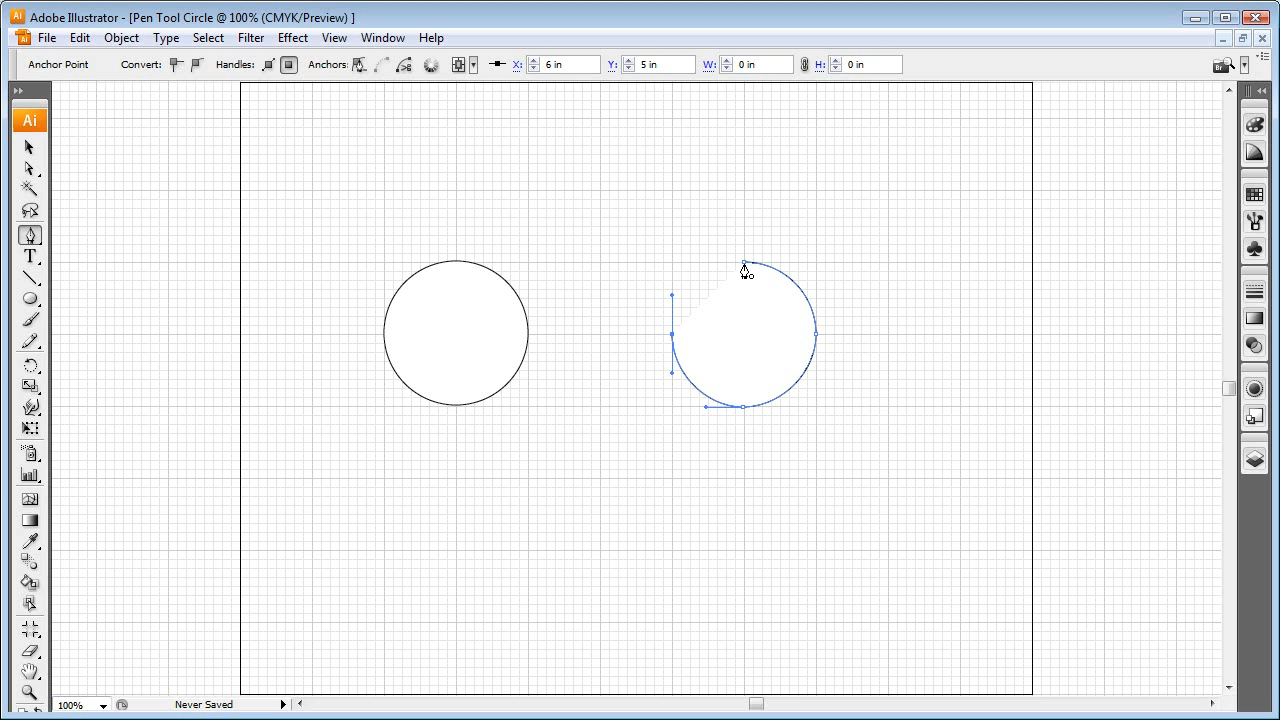 Adobe Illustrator - [Pen Tool Circle @ 100% (CMYK/Preview) ]
Ai File Edit Object Type Select Filter Effect View Window Help
Anchor Point Convert: Handles: Anchors: X: 6 in Y: 5 in W: 0 in H: 0 in Br
Ai
T
100% Never Saved